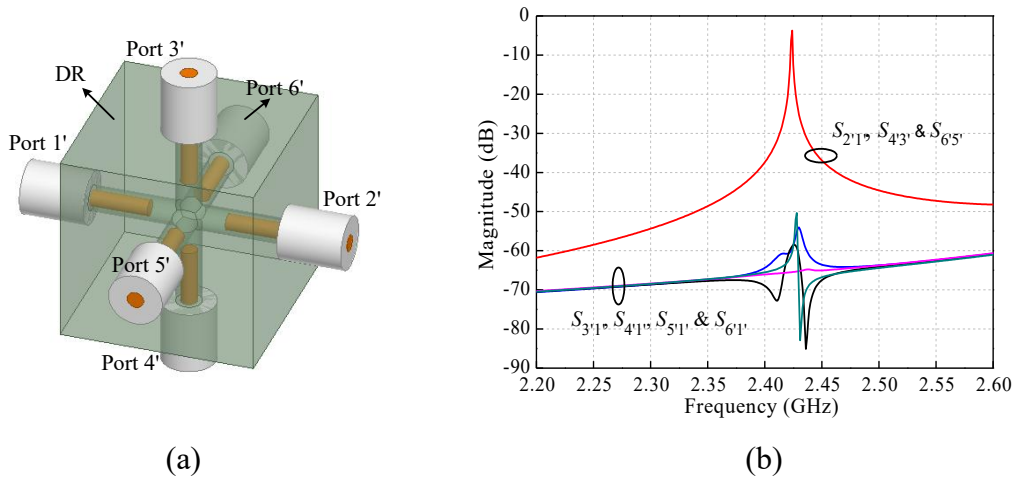 Port 3'
DR
Port 6'
Port 1'
Port 2'
Port 5'
Port 4'
(a)
0
-10
-20
-30
-40
-50
-60
-70
-80
-90
Magnitude (dB)
S2'1', S4'3' & S6'5'
S3'1', S4'1', S5'1' & S6'1'
2.20 2.25 2.30 2.35 2.40 2.45 2.50 2.55 2.60
Frequency (GHz)
(b)